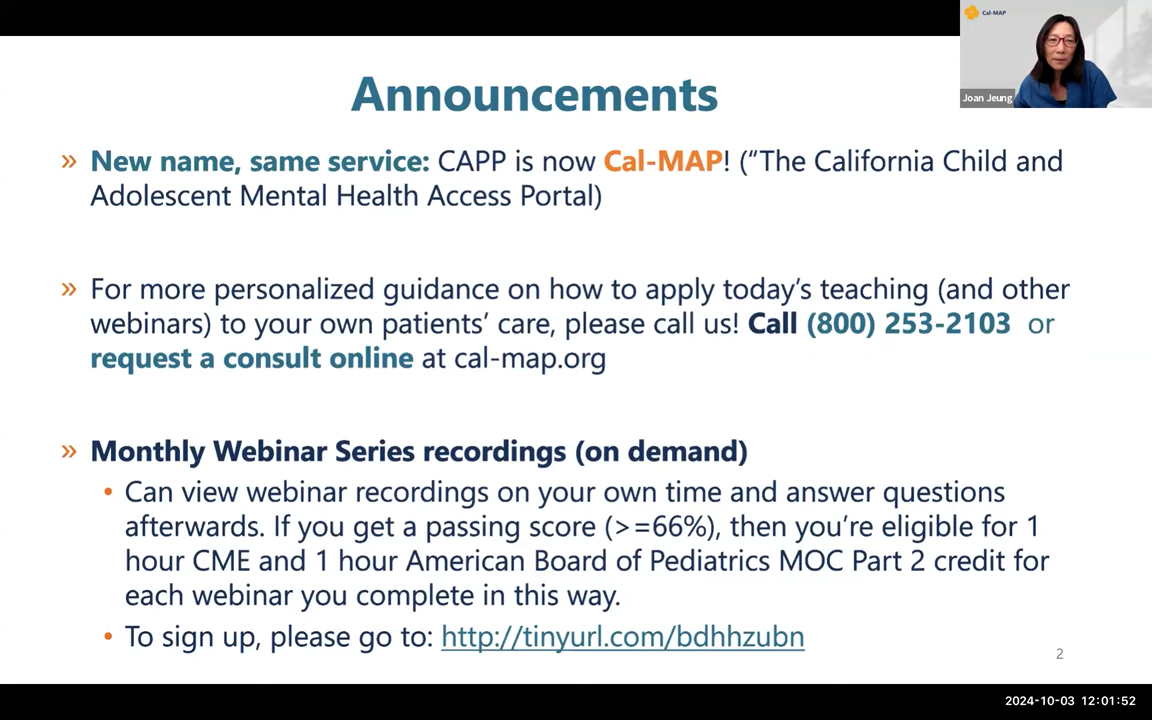 Cal-MAP
Joan Jeung
Announcements
» New name, same service: CAPP is now Cal-MAP! (“The California Child and
Adolescent Mental Health Access Portal)
» For more personalized guidance on how to apply today’s teaching (and other
webinars) to your own patients’ care, please call us! Call (800) 253-2103 or
request a consult online at cal-map.org
» Monthly Webinar Series recordings (on demand)
• Can view webinar recordings on your own time and answer questions
afterwards. If you get a passing score (>=66%), then you’re eligible for 1
hour CME and 1 hour American Board of Pediatrics MOC Part 2 credit for
each webinar you complete in this way.
• To sign up, please go to: http://tinyurl.com/bdhhzubn
2
2024-10-03 12:01:52